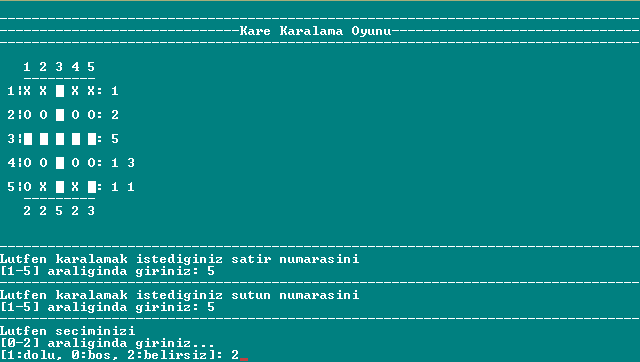 Kare Karalama Oyunu
1 2 3 4 5
1|X X █ X X: 1
2|O O █ O O: 2
3|█ █ █ █ █: 5
4|O O █ O O: 1 3
5|O X █ X █: 1 1
2 2 5 2 3
Lutfen karalamak istediginiz satir numarasini
[1-5] araliginda giriniz: 5
Lutfen karalamak istediginiz sutun numarasini
[1-5] araliginda giriniz: 5
Lutfen seciminizi
[0-2] araliginda giriniz...
[1:dolu, 0:bos, 2:belirsiz]: 2